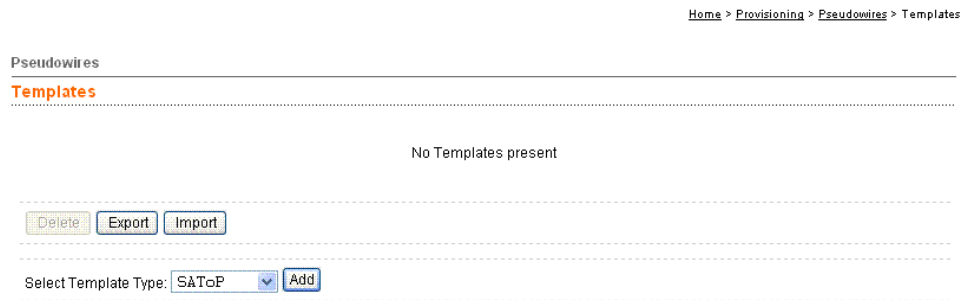 Home > Provisioning > Pseudowires > Templates
Pseudowires
Templates
No Templates present
Delete Export Import
Select Template Type: SAToP Add